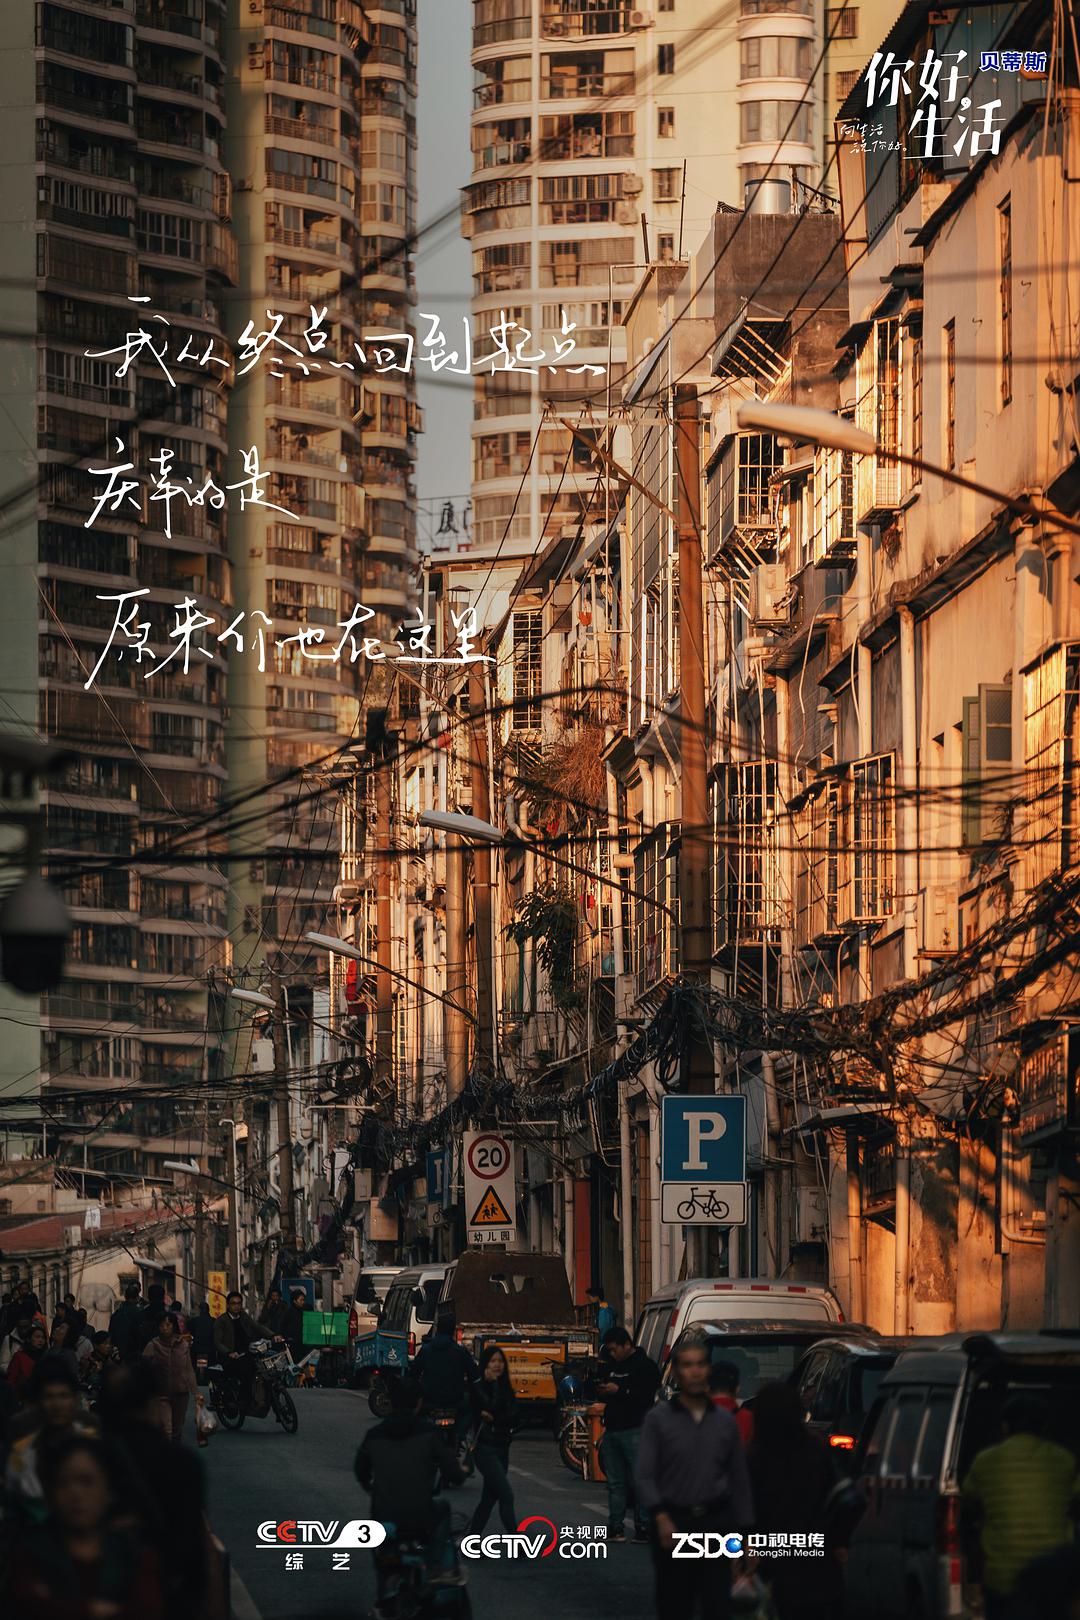 你好,生活
贝蒂斯
向生活
说你好。
我从终点回到起点
庆幸的是
原来你也在这里
P
20
幼儿园
CCTV 3
综艺
CCTV 央视网
com
ZSDC 中视电传
ZhongShi Media